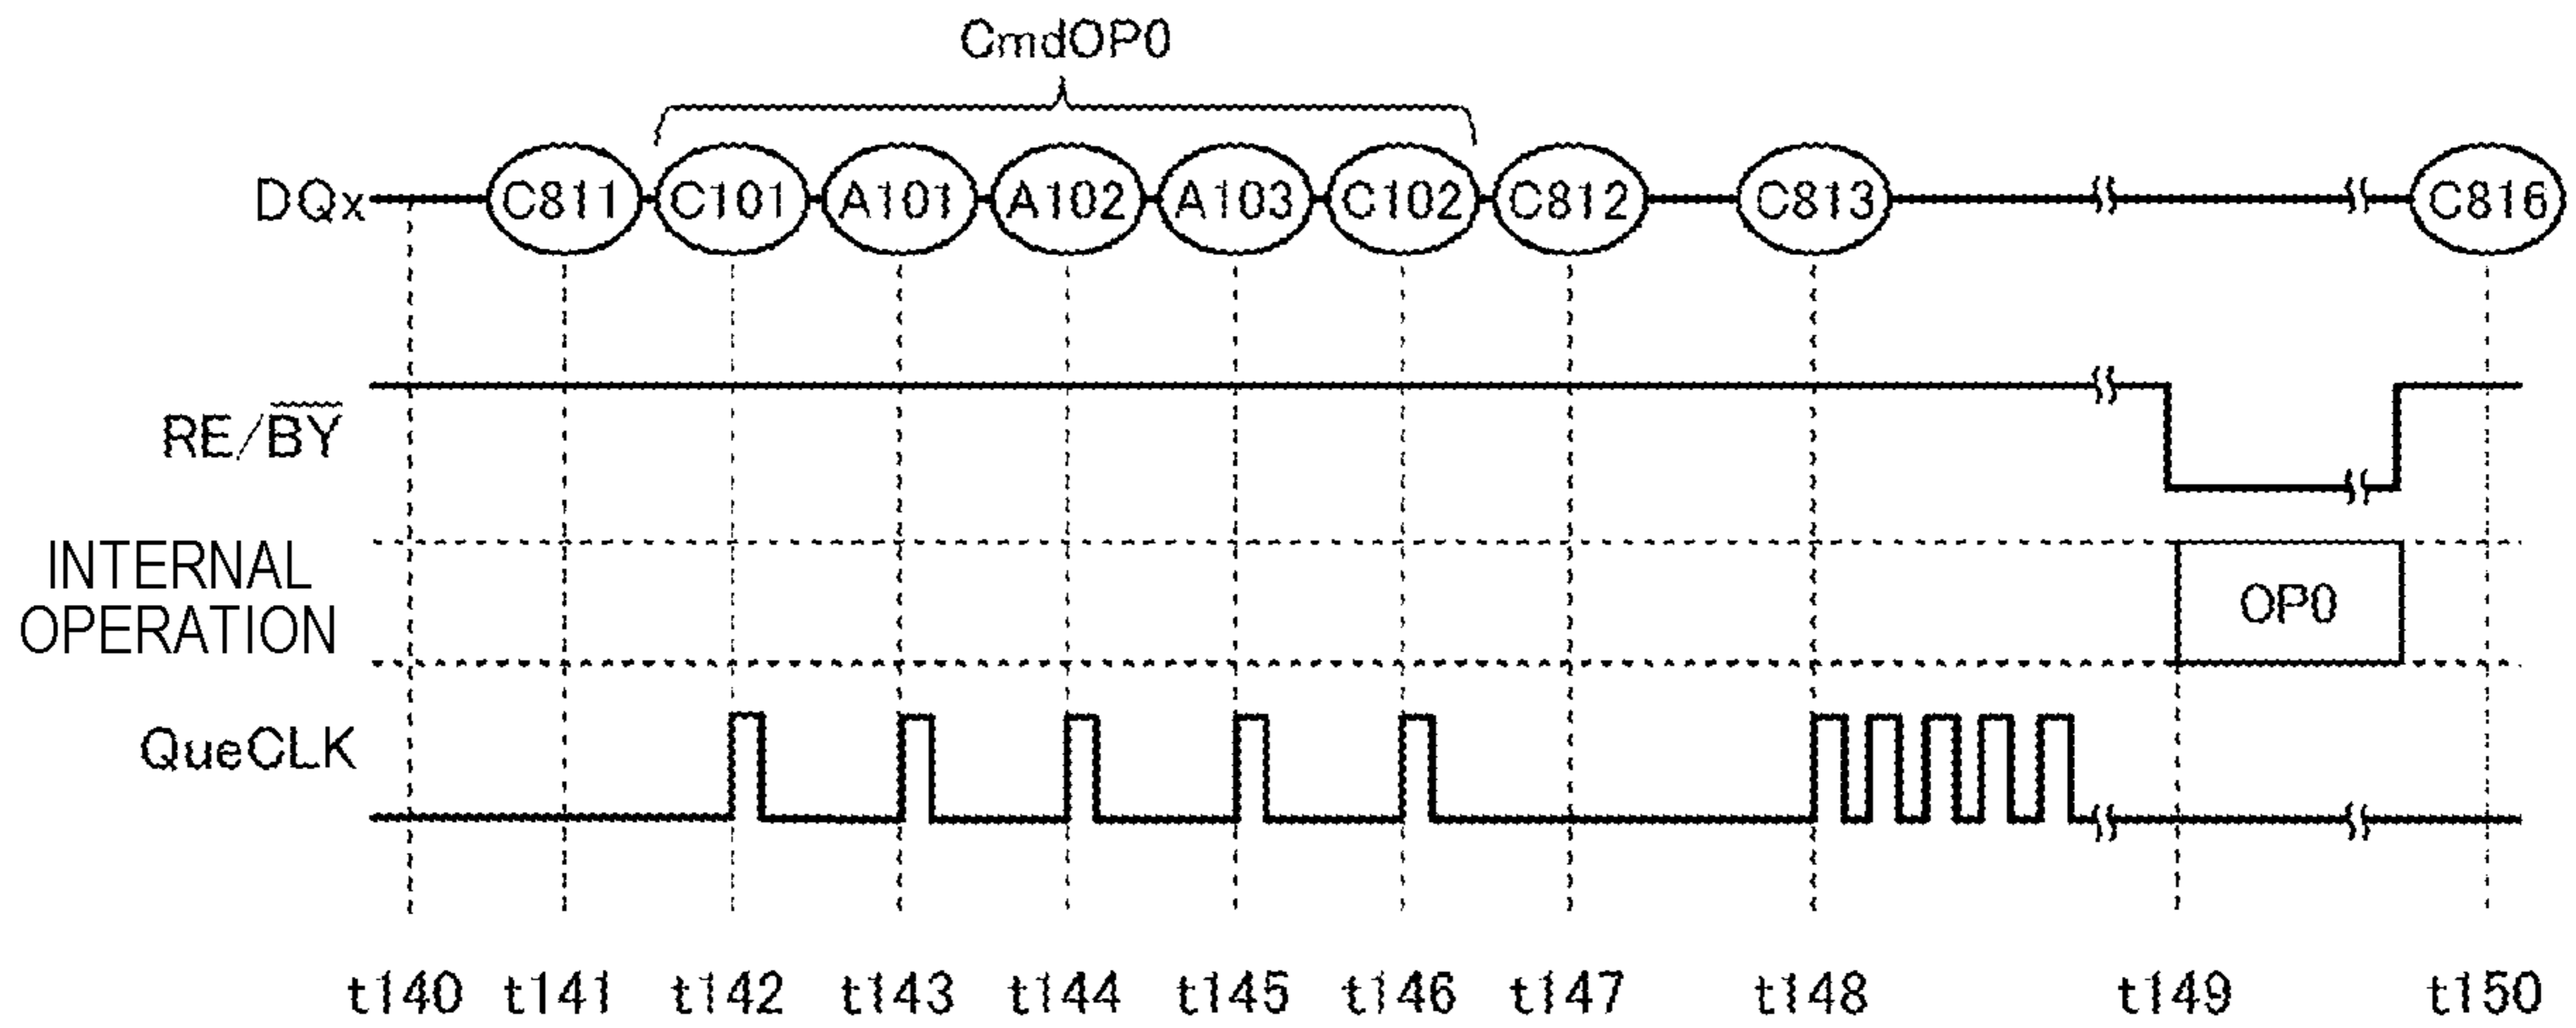 CmdOP0
DQx C811 C101 A101 A102 A103 C102 C812 C813 C816
RE/B̅Y̅
INTERNAL
OPERATION
OP0
QueCLK
t140 t141 t142 t143 t144 t145 t146 t147 t148 t149 t150